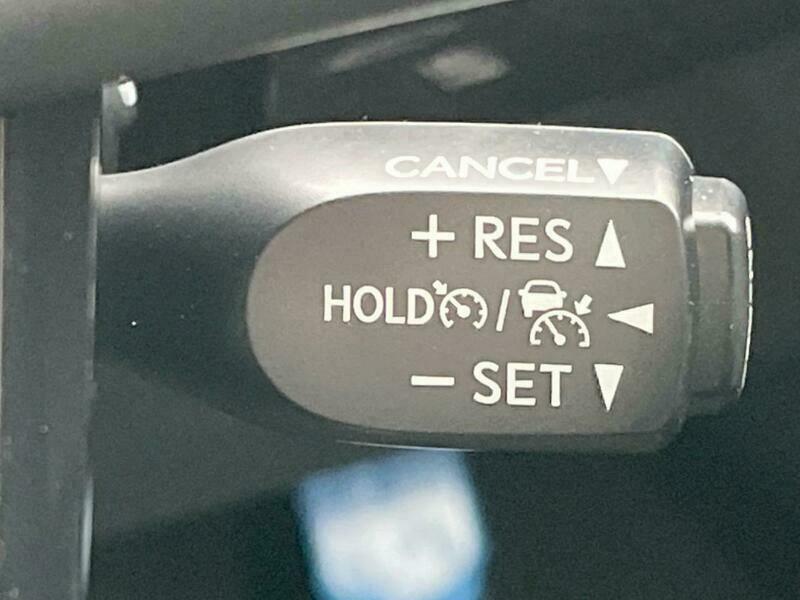 CANCEL▼
+ RES ▲
HOLD / ◀
− SET ▼